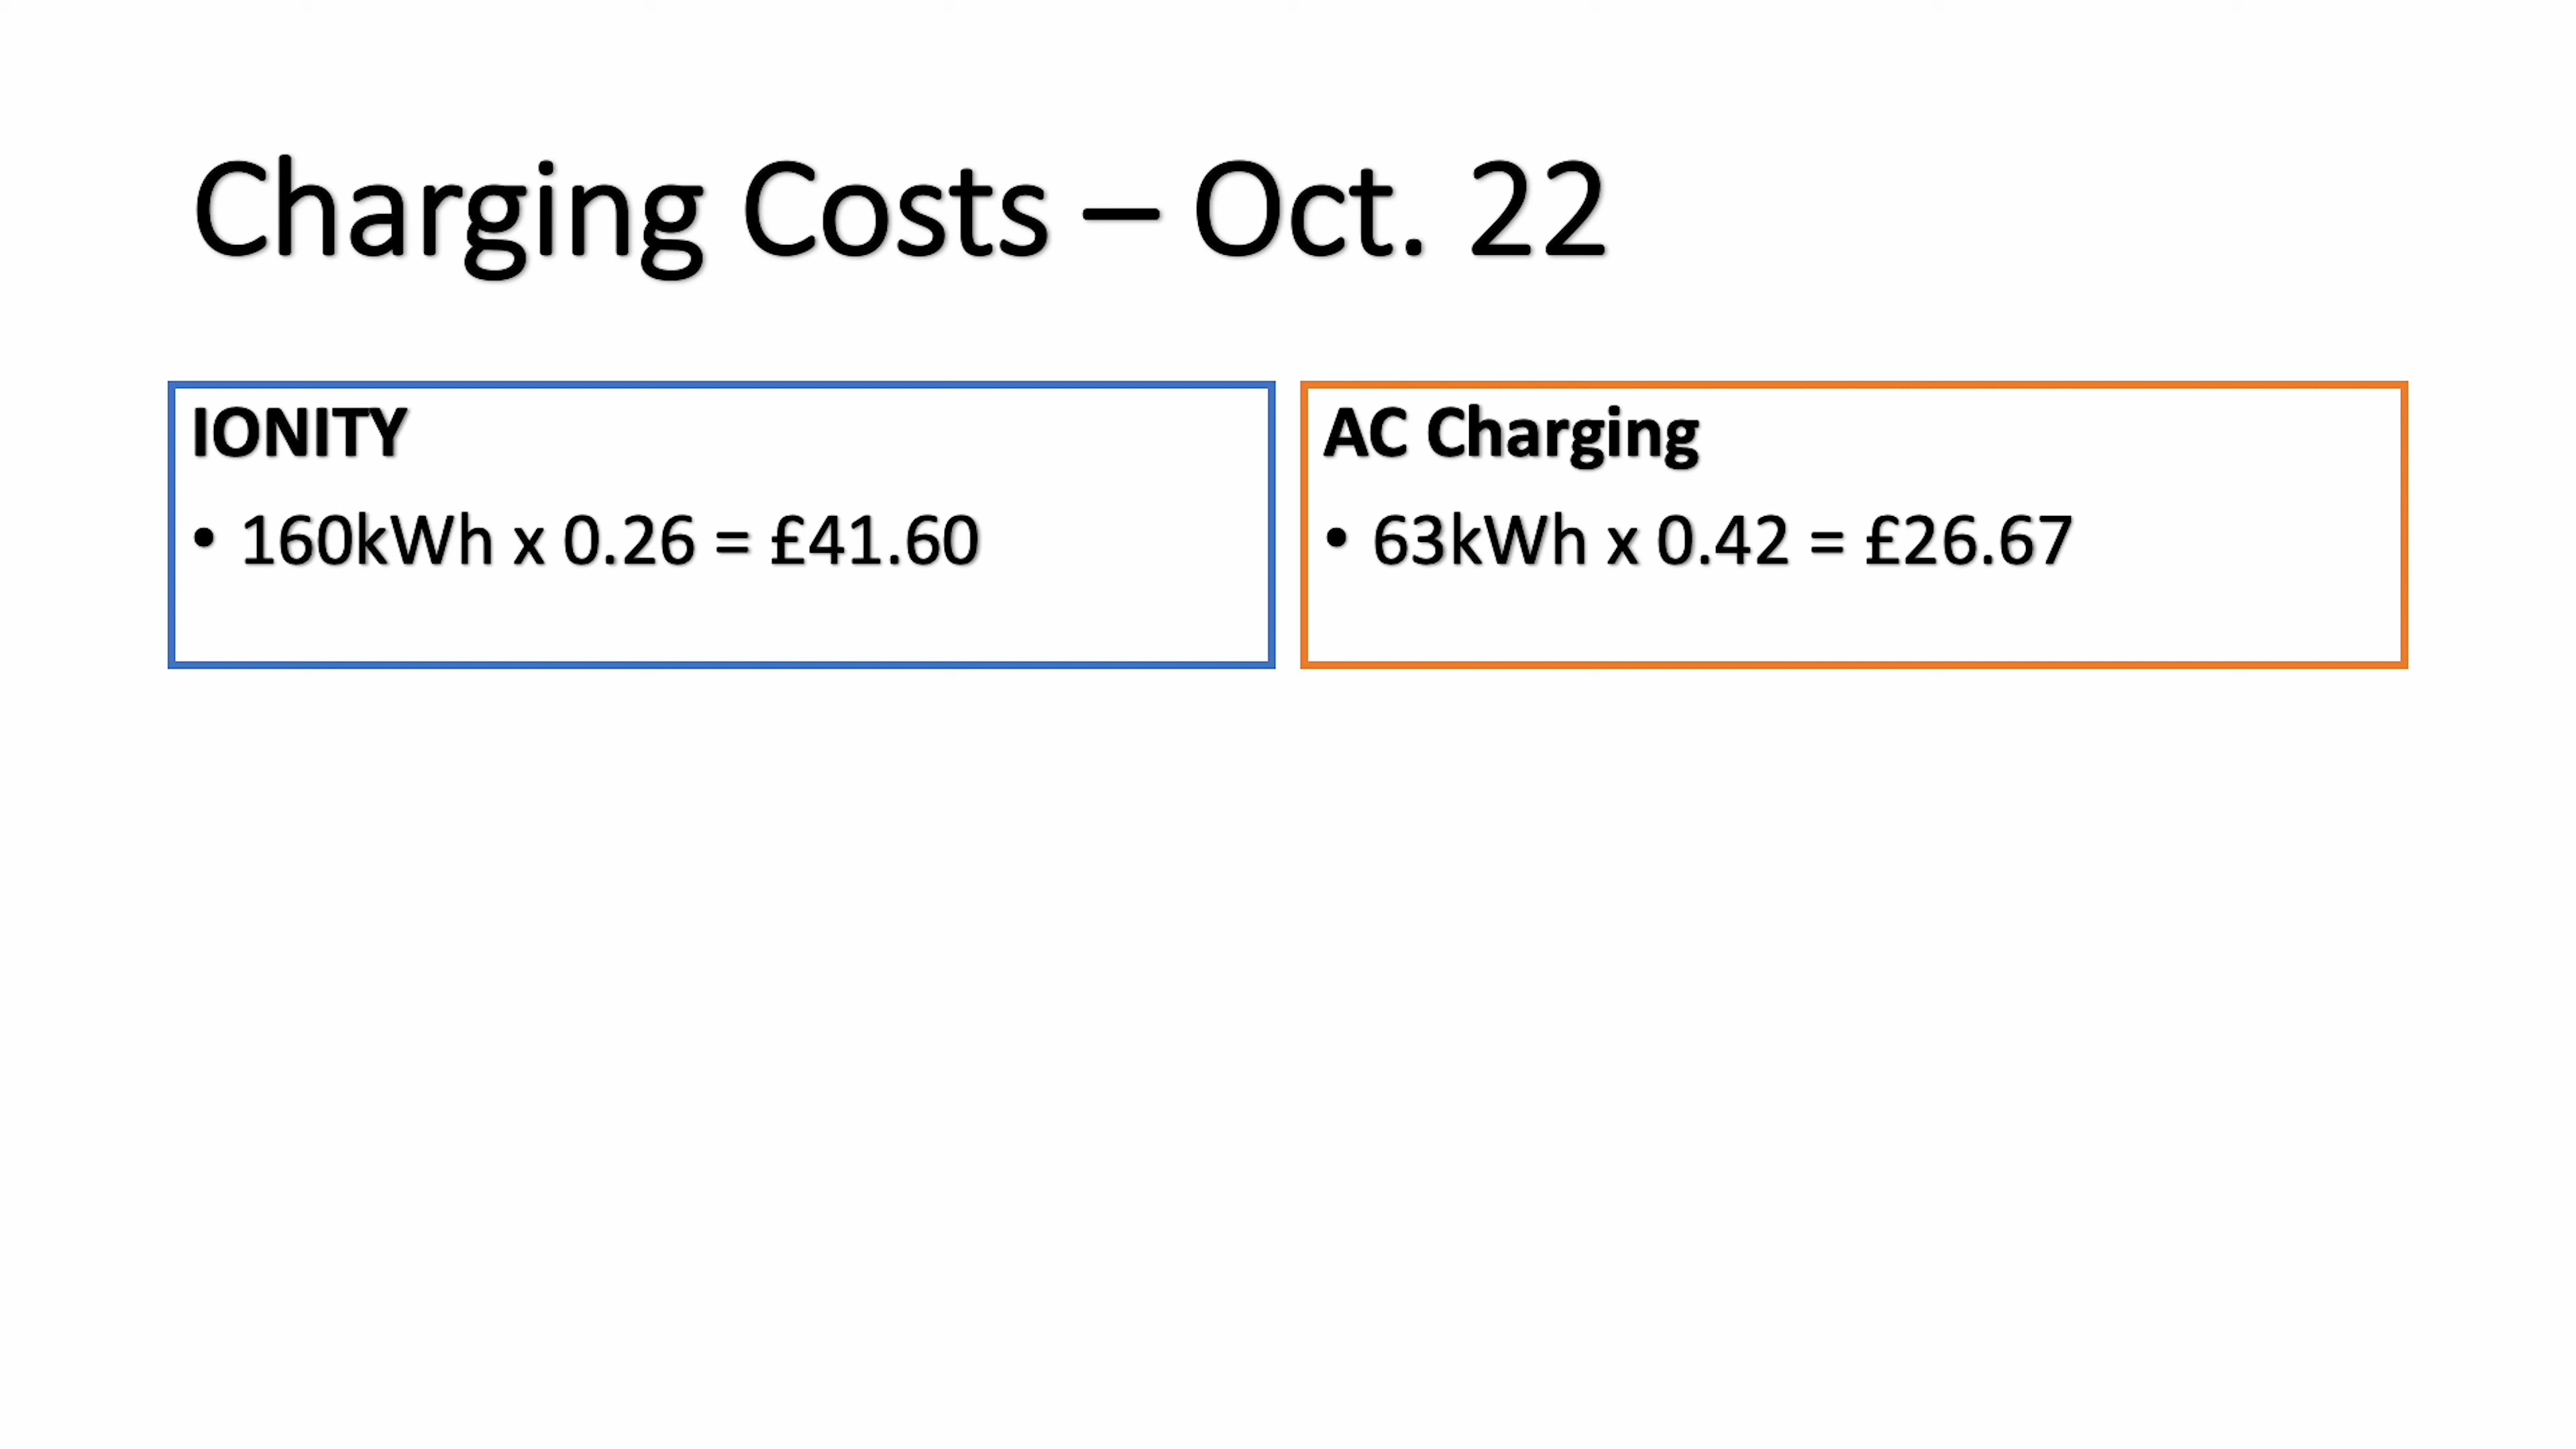 Charging Costs – Oct. 22
IONITY
• 160kWh x 0.26 = £41.60
AC Charging
• 63kWh x 0.42 = £26.67